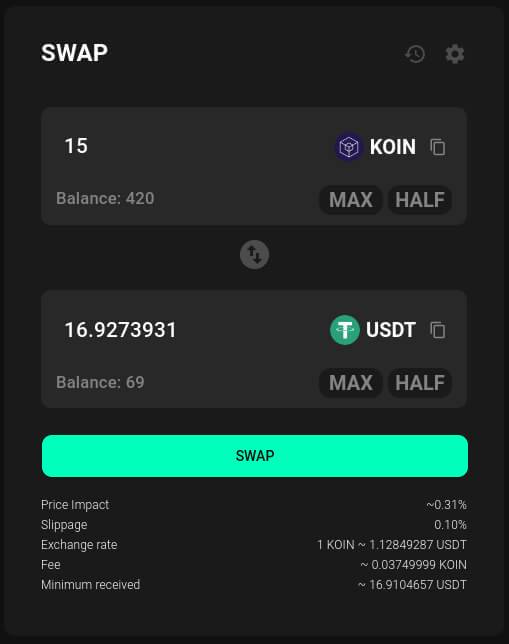 SWAP
15 KOIN
Balance: 420 MAX HALF
16.9273931 USDT
Balance: 69 MAX HALF
SWAP
Price Impact ~0.31%
Slippage 0.10%
Exchange rate 1 KOIN ~ 1.12849287 USDT
Fee ~ 0.03749999 KOIN
Minimum received ~ 16.9104657 USDT